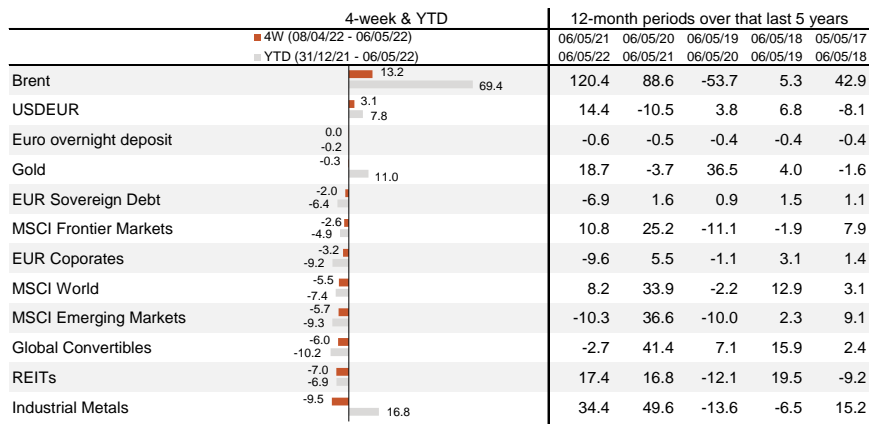 4-week & YTD 12-month periods over that last 5 years
4W (08/04/22 - 06/05/22) 06/05/21 06/05/20 06/05/19 06/05/18 05/05/17
YTD (31/12/21 - 06/05/22) 06/05/22 06/05/21 06/05/20 06/05/19 06/05/18
Brent 13.2 69.4 120.4 88.6 -53.7 5.3 42.9
USDEUR 3.1 7.8 14.4 -10.5 3.8 6.8 -8.1
Euro overnight deposit 0.0 -0.2 -0.6 -0.5 -0.4 -0.4 -0.4
Gold -0.3 11.0 18.7 -3.7 36.5 4.0 -1.6
EUR Sovereign Debt -2.0 -6.4 -6.9 1.6 0.9 1.5 1.1
MSCI Frontier Markets -2.6 -4.9 10.8 25.2 -11.1 -1.9 7.9
EUR Coporates -3.2 -9.2 -9.6 5.5 -1.1 3.1 1.4
MSCI World -5.5 -7.4 8.2 33.9 -2.2 12.9 3.1
MSCI Emerging Markets -5.7 -9.3 -10.3 36.6 -10.0 2.3 9.1
Global Convertibles -6.0 -10.2 -2.7 41.4 7.1 15.9 2.4
REITs -7.0 -6.9 17.4 16.8 -12.1 19.5 -9.2
Industrial Metals -9.5 16.8 34.4 49.6 -13.6 -6.5 15.2